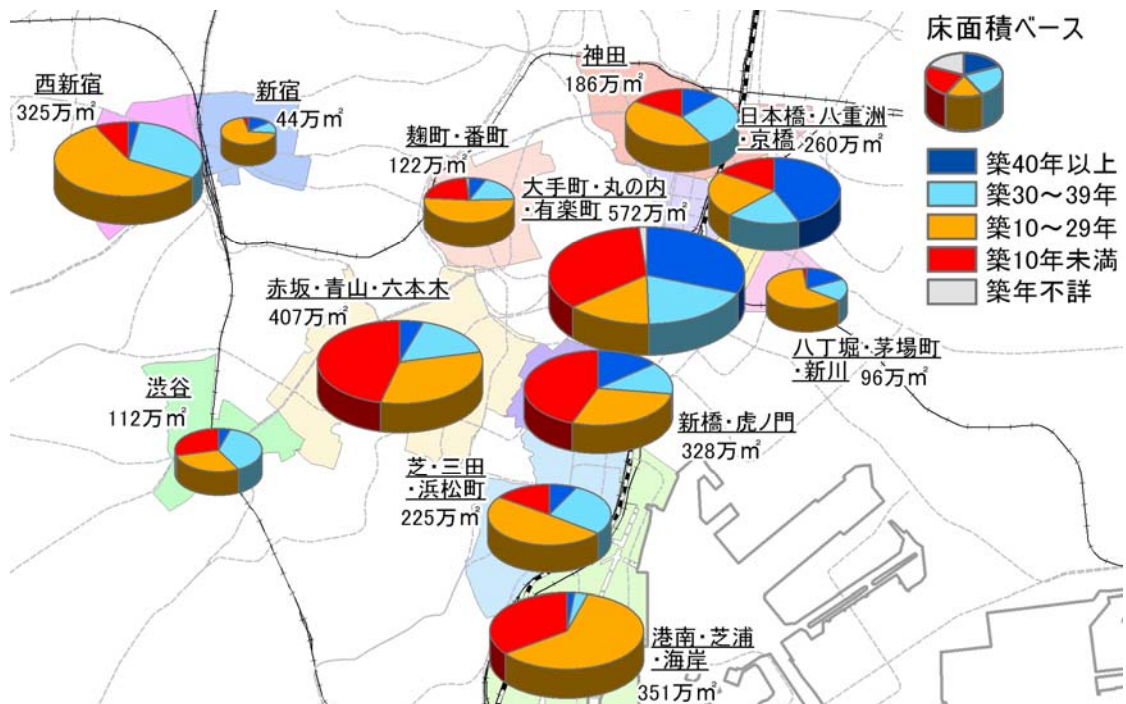 床面積ベース
築40年以上
築30～39年
築10～29年
築10年未満
築年不詳
西新宿
325万㎡
新宿
44万㎡
麹町・番町
122万㎡
神田
186万㎡
日本橋・八重洲
・京橋 260万㎡
大手町・丸の内
・有楽町 572万㎡
赤坂・青山・六本木
407万㎡
八丁堀・茅場町
・新川 96万㎡
渋谷
112万㎡
新橋・虎ノ門
328万㎡
芝・三田
・浜松町
225万㎡
港南・芝浦
・海岸
351万㎡